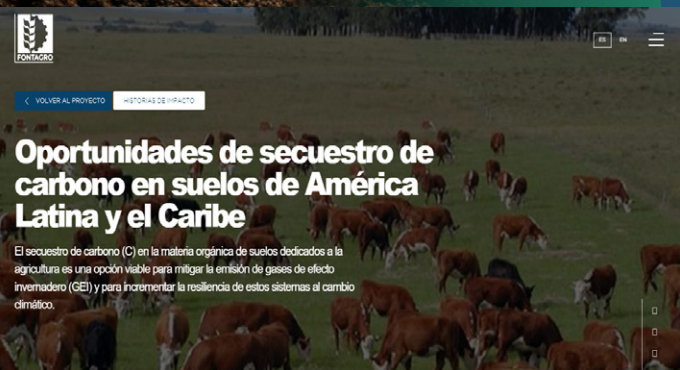 FONTAGRO
ES EN
VOLVER AL PROYECTO HISTORIAS DE IMPACTO
Oportunidades de secuestro de
carbono en suelos de América
Latina y el Caribe
El secuestro de carbono (C) en la materia orgánica de suelos dedicados a la
agricultura es una opción viable para mitigar la emisión de gases de efecto
invernadero (GEI) y para incrementar la resiliencia de estos sistemas al cambio
climático.